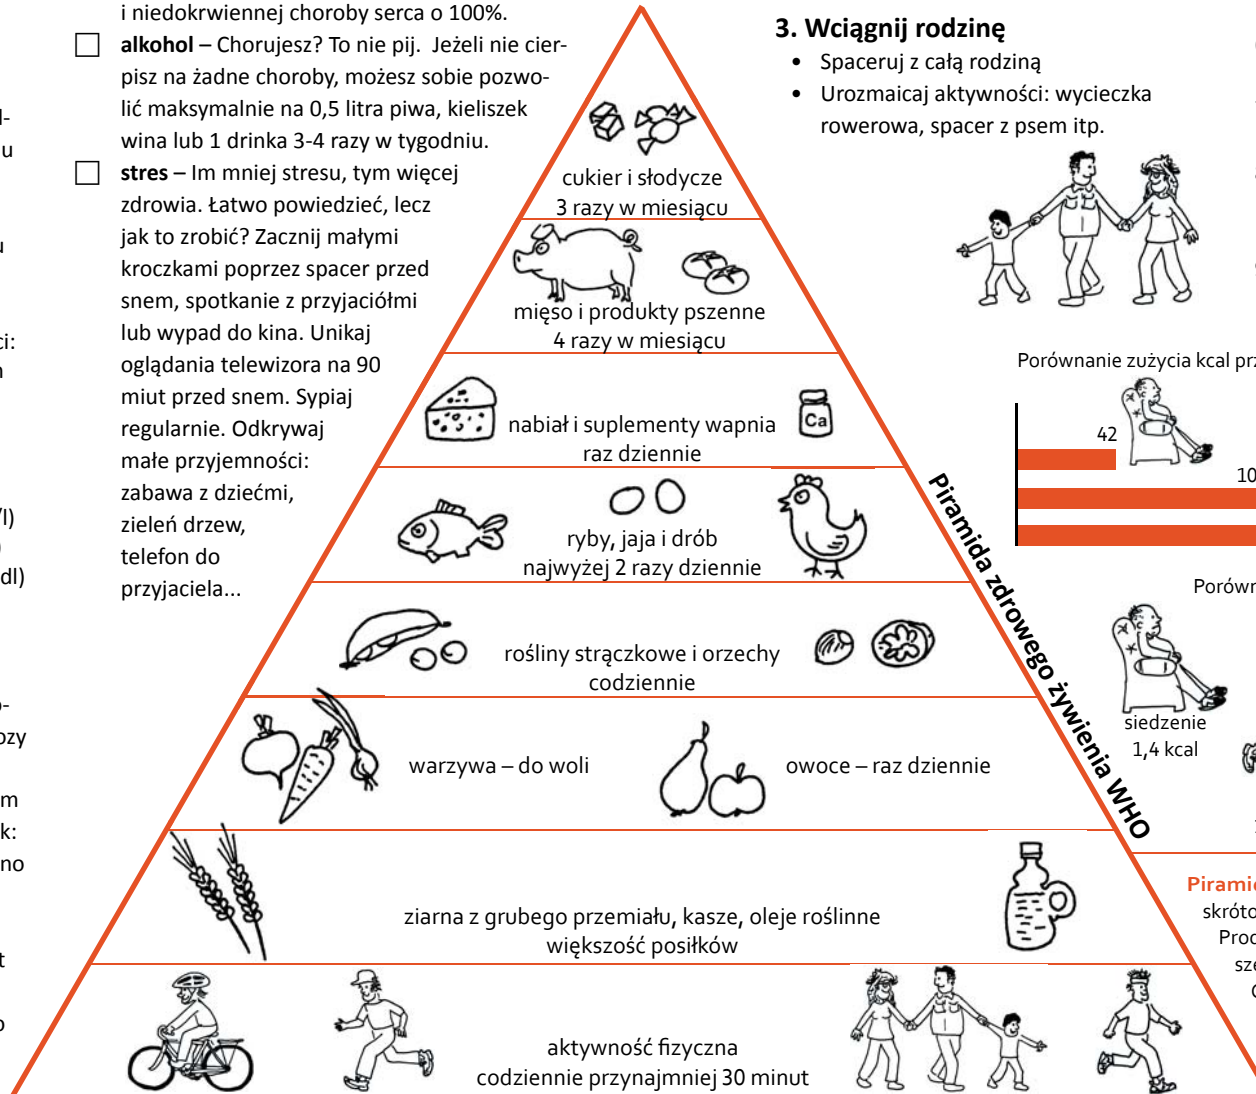 i niedokrwiennej choroby serca o 100%.
alkohol – Chorujesz? To nie pij. Jeżeli nie cier-
pisz na żadne choroby, możesz sobie pozwo-
lić maksymalnie na 0,5 litra piwa, kieliszek
wina lub 1 drinka 3-4 razy w tygodniu.
stres – Im mniej stresu, tym więcej
zdrowia. Łatwo powiedzieć, lecz
jak to zrobić? Zacznij małymi
kroczkami poprzez spacer przed
snem, spotkanie z przyjaciółmi
lub wypad do kina. Unikaj
oglądania telewizora na 90
miut przed snem. Sypiaj
regularnie. Odkrywaj
małe przyjemności:
zabawa z dziećmi,
zieleń drzew,
telefon do
przyjaciela...
cukier i słodycze
3 razy w miesiącu
mięso i produkty pszenne
4 razy w miesiącu
nabiał i suplementy wapnia
raz dziennie
Ca
ryby, jaja i drób
najwyżej 2 razy dziennie
rośliny strączkowe i orzechy
codziennie
warzywa – do woli
owoce – raz dziennie
ziarna z grubego przemiału, kasze, oleje roślinne
większość posiłków
aktywność fizyczna
codziennie przynajmniej 30 minut
Piramida zdrowego żywienia WHO
3. Wciągnij rodzinę
• Spaceruj z całą rodziną
• Urozmaicaj aktywności: wycieczka
rowerowa, spacer z psem itp.
Porównanie zużycia kcal
42
10
siedzenie
1,4 kcal